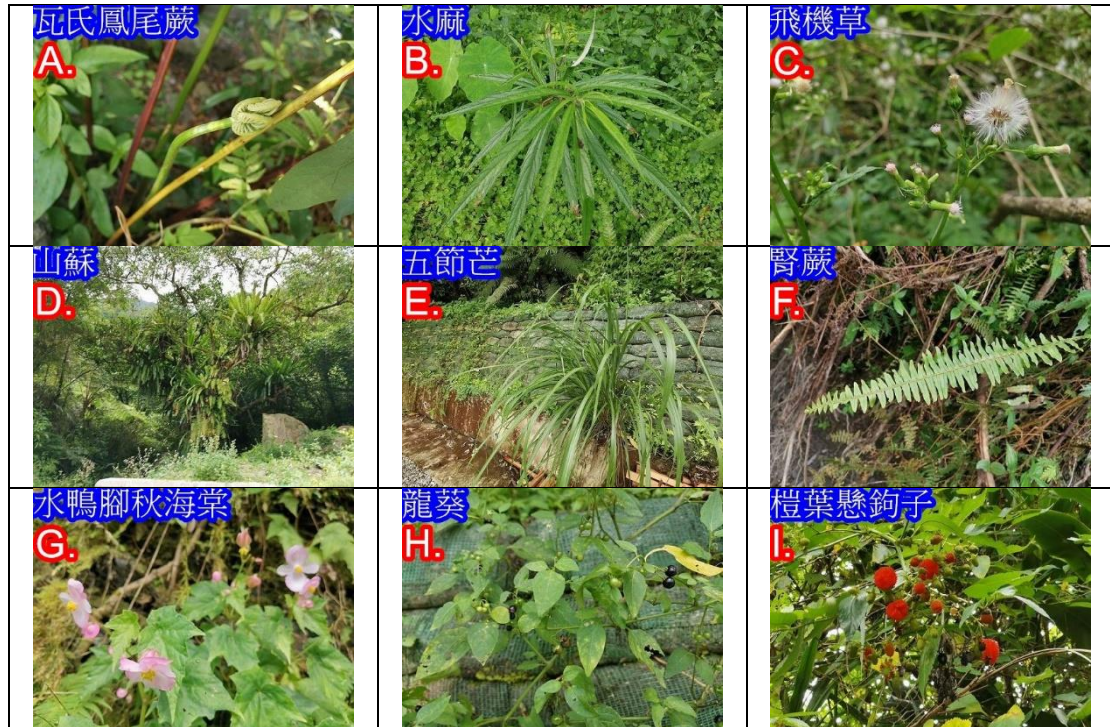 瓦氏鳳尾蕨
A.
水麻
B.
飛機草
C.
山蘇
D.
五節芒
E.
腎蕨
F.
水鴨腳秋海棠
G.
龍葵
H.
榿葉懸鉤子
I.